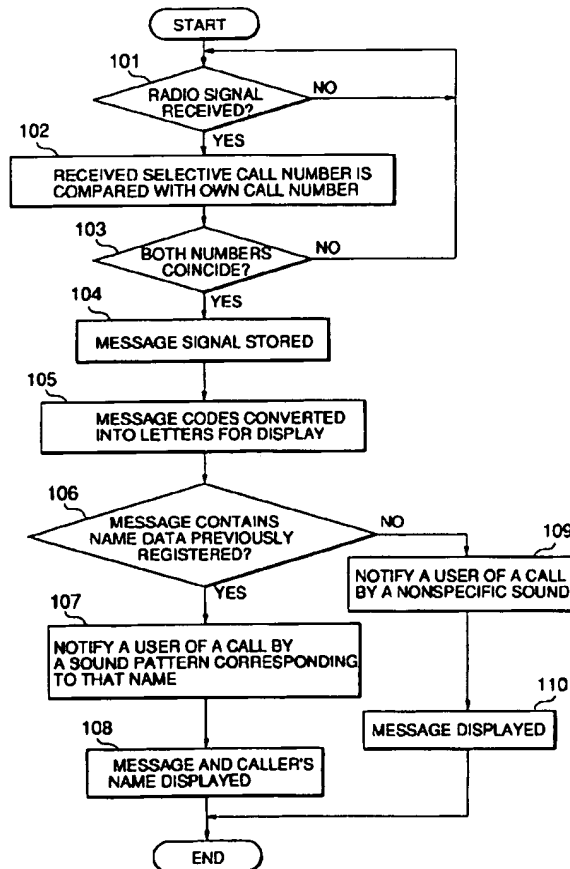 START
101
RADIO SIGNAL
RECEIVED?
NO
YES
102
RECEIVED SELECTIVE CALL NUMBER IS
COMPARED WITH OWN CALL NUMBER
103
BOTH NUMBERS
COINCIDE?
NO
YES
104
MESSAGE SIGNAL STORED
105
MESSAGE CODES CONVERTED
INTO LETTERS FOR DISPLAY
106
MESSAGE CONTAINS
NAME DATA PREVIOUSLY
REGISTERED?
NO
YES
109
NOTIFY A USER OF A CALL
BY A NONSPECIFIC SOUND
107
NOTIFY A USER OF A CALL BY
A SOUND PATTERN CORRESPONDING
TO THAT NAME
110
MESSAGE DISPLAYED
108
MESSAGE AND CALLER'S
NAME DISPLAYED
END